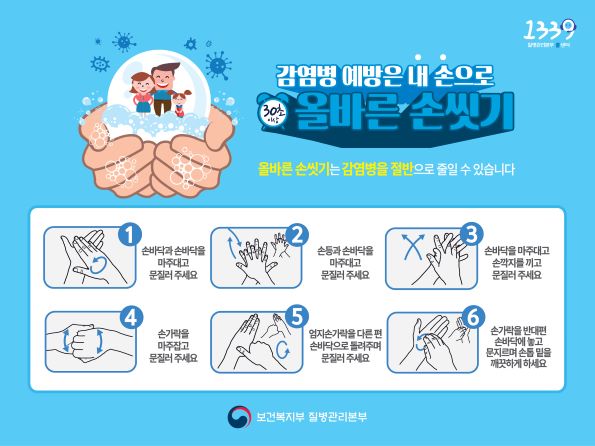 1339
질병관리본부 콜센터
감염병 예방은 내 손으로
30초 이상
올바른 손씻기
올바른 손씻기는 감염병을 절반으로 줄일 수 있습니다
1
손바닥과 손바닥을
마주대고
문질러 주세요
2
손등과 손바닥을
마주대고
문질러 주세요
3
손바닥을 마주대고
손깍지를 끼고
문질러 주세요
4
손가락을
마주잡고
문질러 주세요
5
엄지손가락을 다른 편
손바닥으로 돌려주며
문질러 주세요
6
손가락을 반대편
손바닥에 놓고
문지르며 손톱 밑을
깨끗하게 하세요
보건복지부 질병관리본부